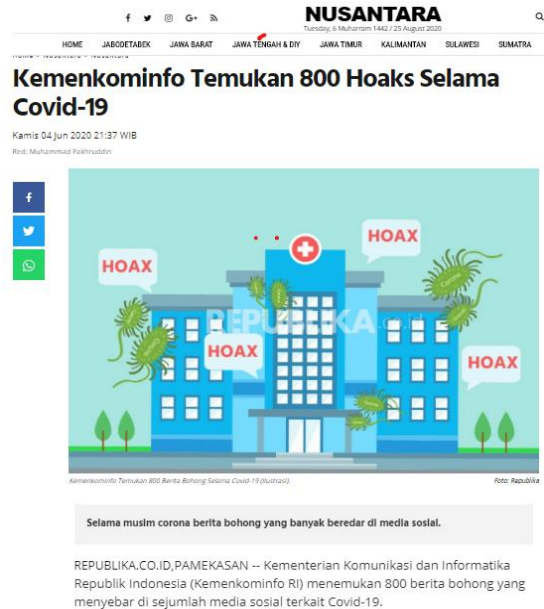 NUSANTARA
Tuesday, 6 Muharram 1442 / 25 August 2020
HOME JABODETABEK JAWA BARAT JAWA TENGAH & DIY JAWA TIMUR KALIMANTAN SULAWESI SUMATRA
Kemenkominfo Temukan 800 Hoaks Selama
Covid-19
Kamis 04 Jun 2020 21:37 WIB
Red: Muhammad Fakhruddin
HOAX
HOAX
HOAX
HOAX
Corona
REPUBLIKA.co.id
Kemenkominfo Temukan 800 Berita Bohong Selama Covid-19 (ilustrasi).
Foto: Republika
Selama musim corona berita bohong yang banyak beredar di media sosial.
REPUBLIKA.CO.ID,PAMEKASAN -- Kementerian Komunikasi dan Informatika
Republik Indonesia (Kemenkominfo RI) menemukan 800 berita bohong yang
menyebar di sejumlah media sosial terkait Covid-19.